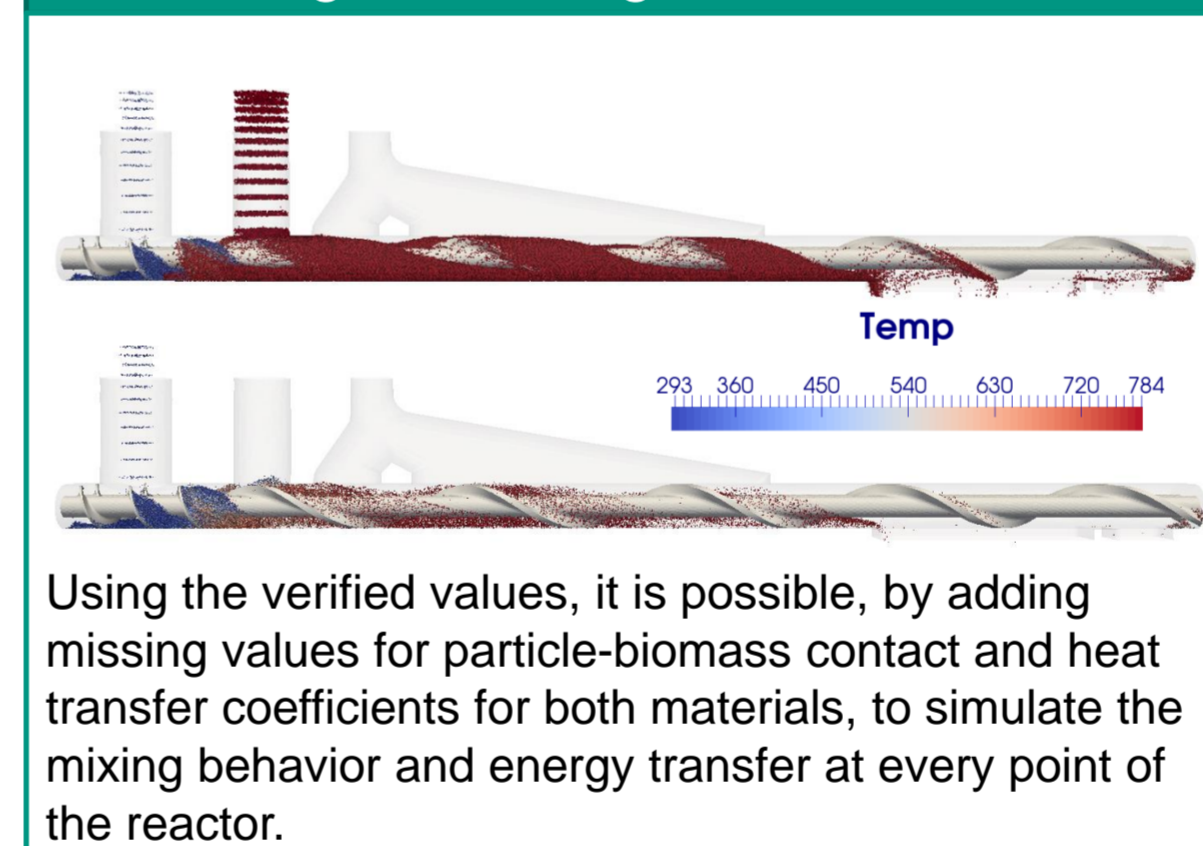 Temp
293 360 450 540 630 720 784
Using the verified values, it is possible, by adding
missing values for particle-biomass contact and heat
transfer coefficients for both materials, to simulate the
mixing behavior and energy transfer at every point of
the reactor.